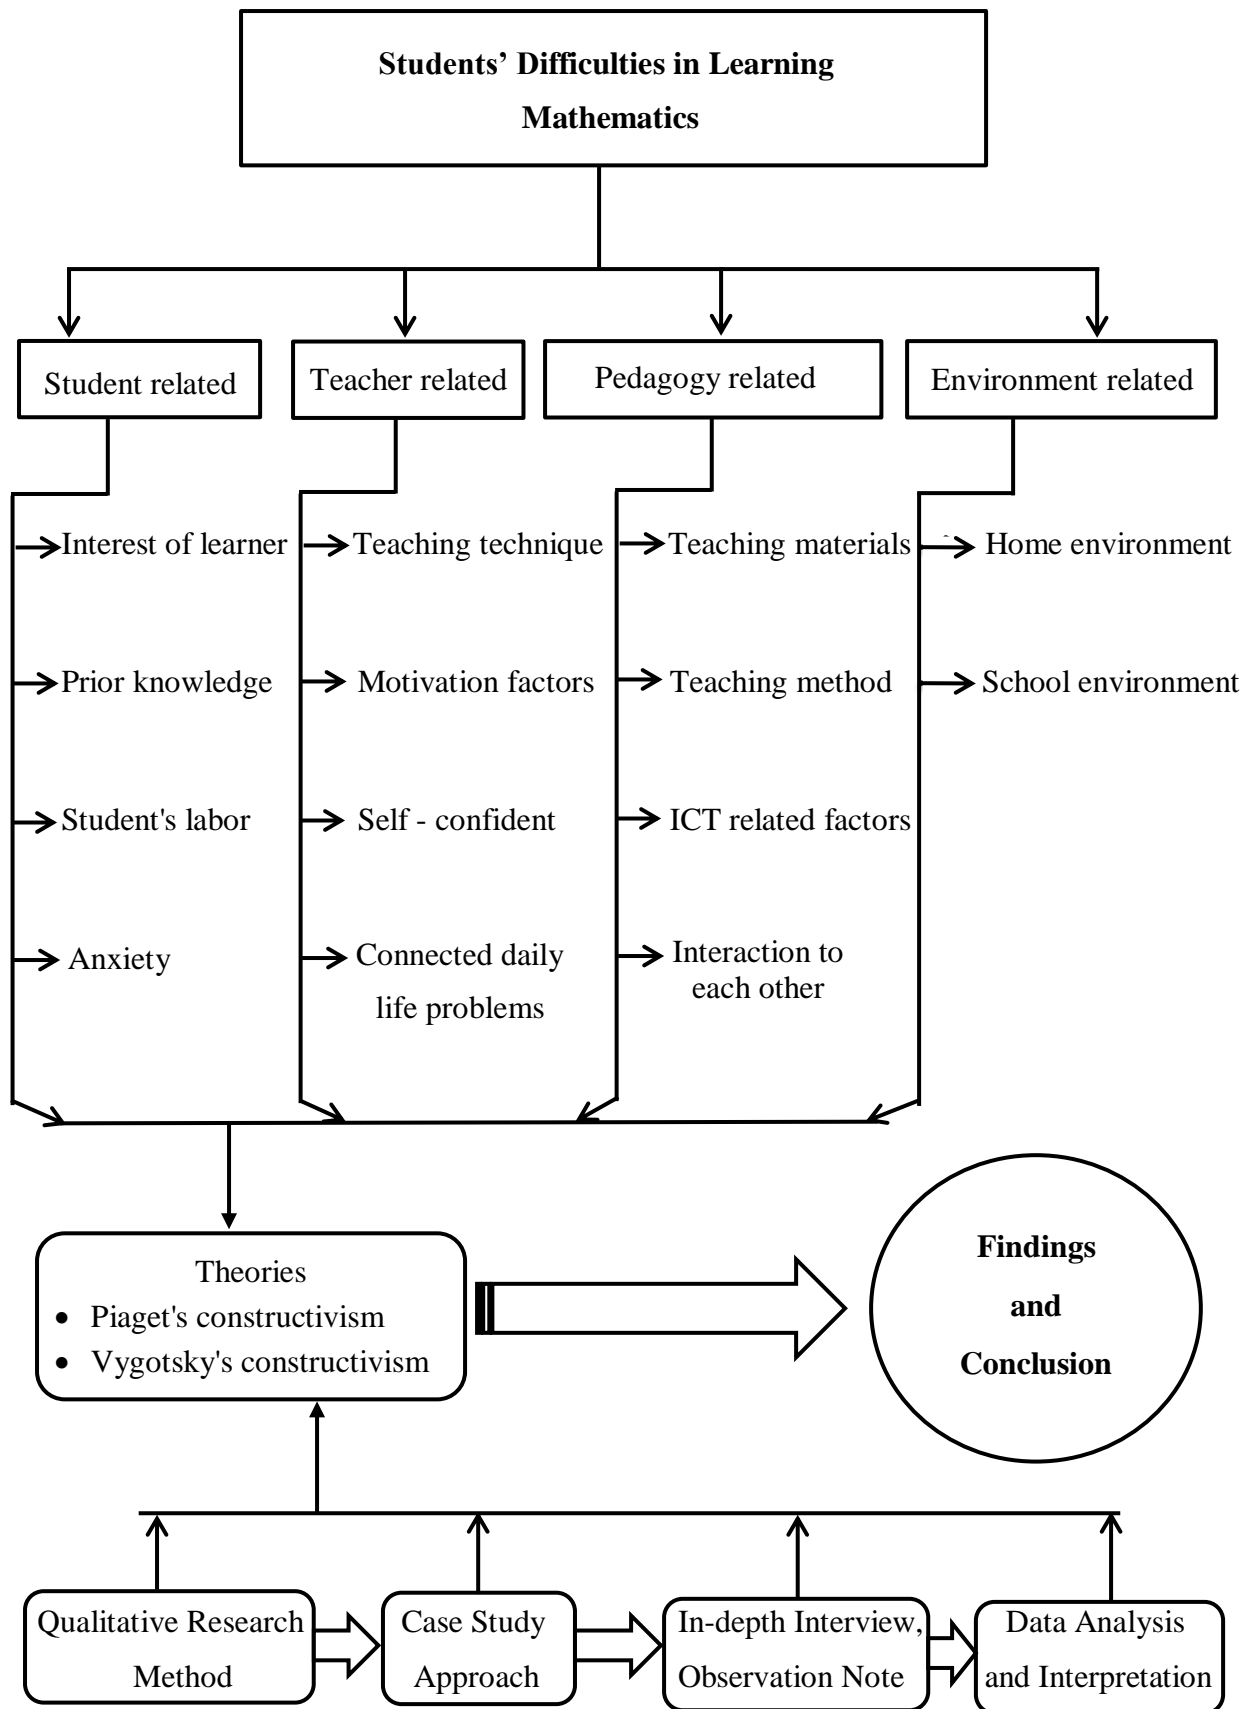 Students’ Difficulties in Learning
Mathematics
Student related
Teacher related
Pedagogy related
Environment related
Interest of learner
Prior knowledge
Student's labor
Anxiety
Teaching technique
Motivation factors
Self - confident
Connected daily
life problems
Teaching materials
Teaching method
ICT related factors
Interaction to
each other
Home environment
School environment
Theories
• Piaget's constructivism
• Vygotsky's constructivism
Findings
and
Conclusion
Qualitative Research
Method
Case Study
Approach
In-depth Interview,
Observation Note
Data Analysis
and Interpretation